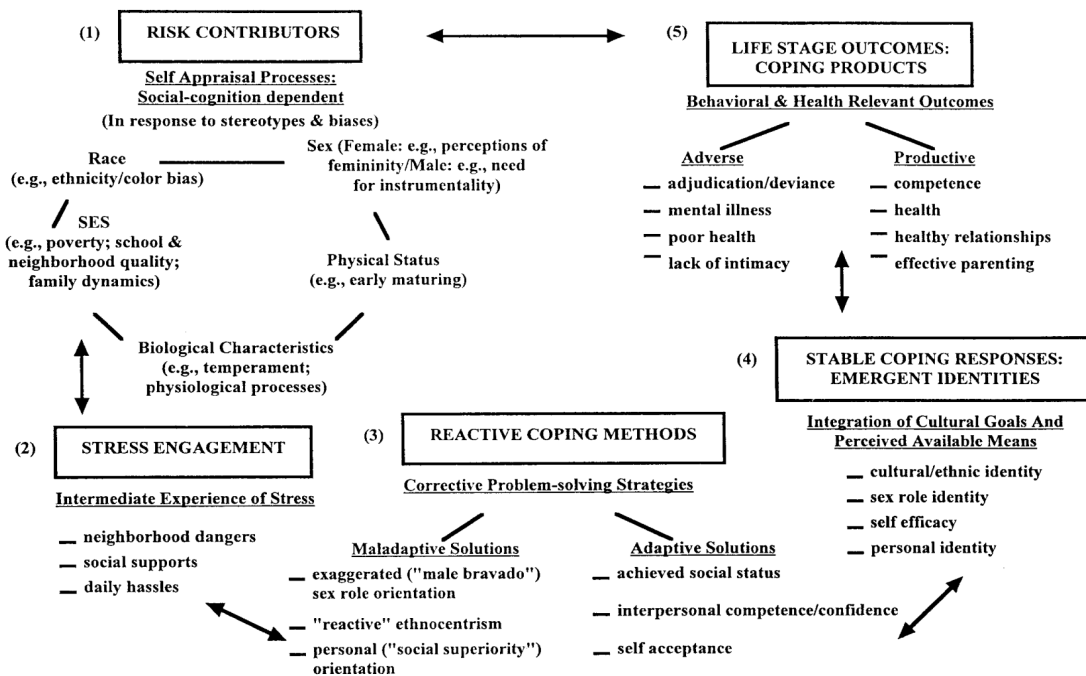 (1)
RISK CONTRIBUTORS
Self Appraisal Processes:
Social-cognition dependent
(In response to stereotypes & biases)
Race
(e.g., ethnicity/color bias)
Sex (Female: e.g., perceptions of
femininity/Male: e.g., need
for instrumentality)
SES
(e.g., poverty; school &
neighborhood quality;
family dynamics)
Physical Status
(e.g., early maturing)
Biological Characteristics
(e.g., temperament;
physiological processes)
(2)
STRESS ENGAGEMENT
Intermediate Experience of Stress
neighborhood dangers
social supports
daily hassles
(3)
REACTIVE COPING METHODS
Corrective Problem-solving Strategies
Maladaptive Solutions
exaggerated ("male bravado")
sex role orientation
"reactive" ethnocentrism
personal ("social superiority")
orientation
Adaptive Solutions
achieved social status
interpersonal competence/confidence
self acceptance
(4)
STABLE COPING RESPONSES:
EMERGENT IDENTITIES
Integration of Cultural Goals And
Perceived Available Means
cultural/ethnic identity
sex role identity
self efficacy
personal identity
(5)
LIFE STAGE OUTCOMES:
COPING PRODUCTS
Behavioral & Health Relevant Outcomes
Adverse
adjudication/deviance
mental illness
poor health
lack of intimacy
Productive
competence
health
healthy relationships
effective parenting